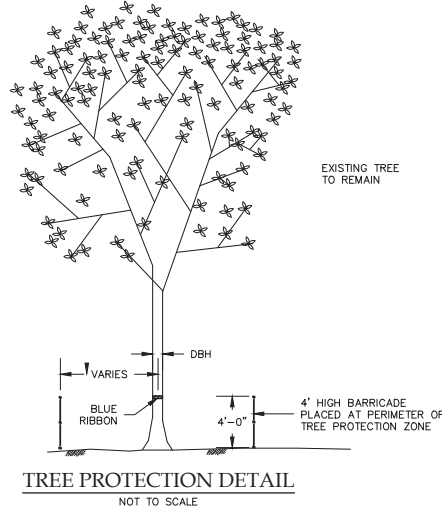 EXISTING TREE
TO REMAIN
DBH
VARIES
BLUE
RIBBON
4'-0"
4' HIGH BARRICADE
PLACED AT PERIMETER OF
TREE PROTECTION ZONE
TREE PROTECTION DETAIL
NOT TO SCALE